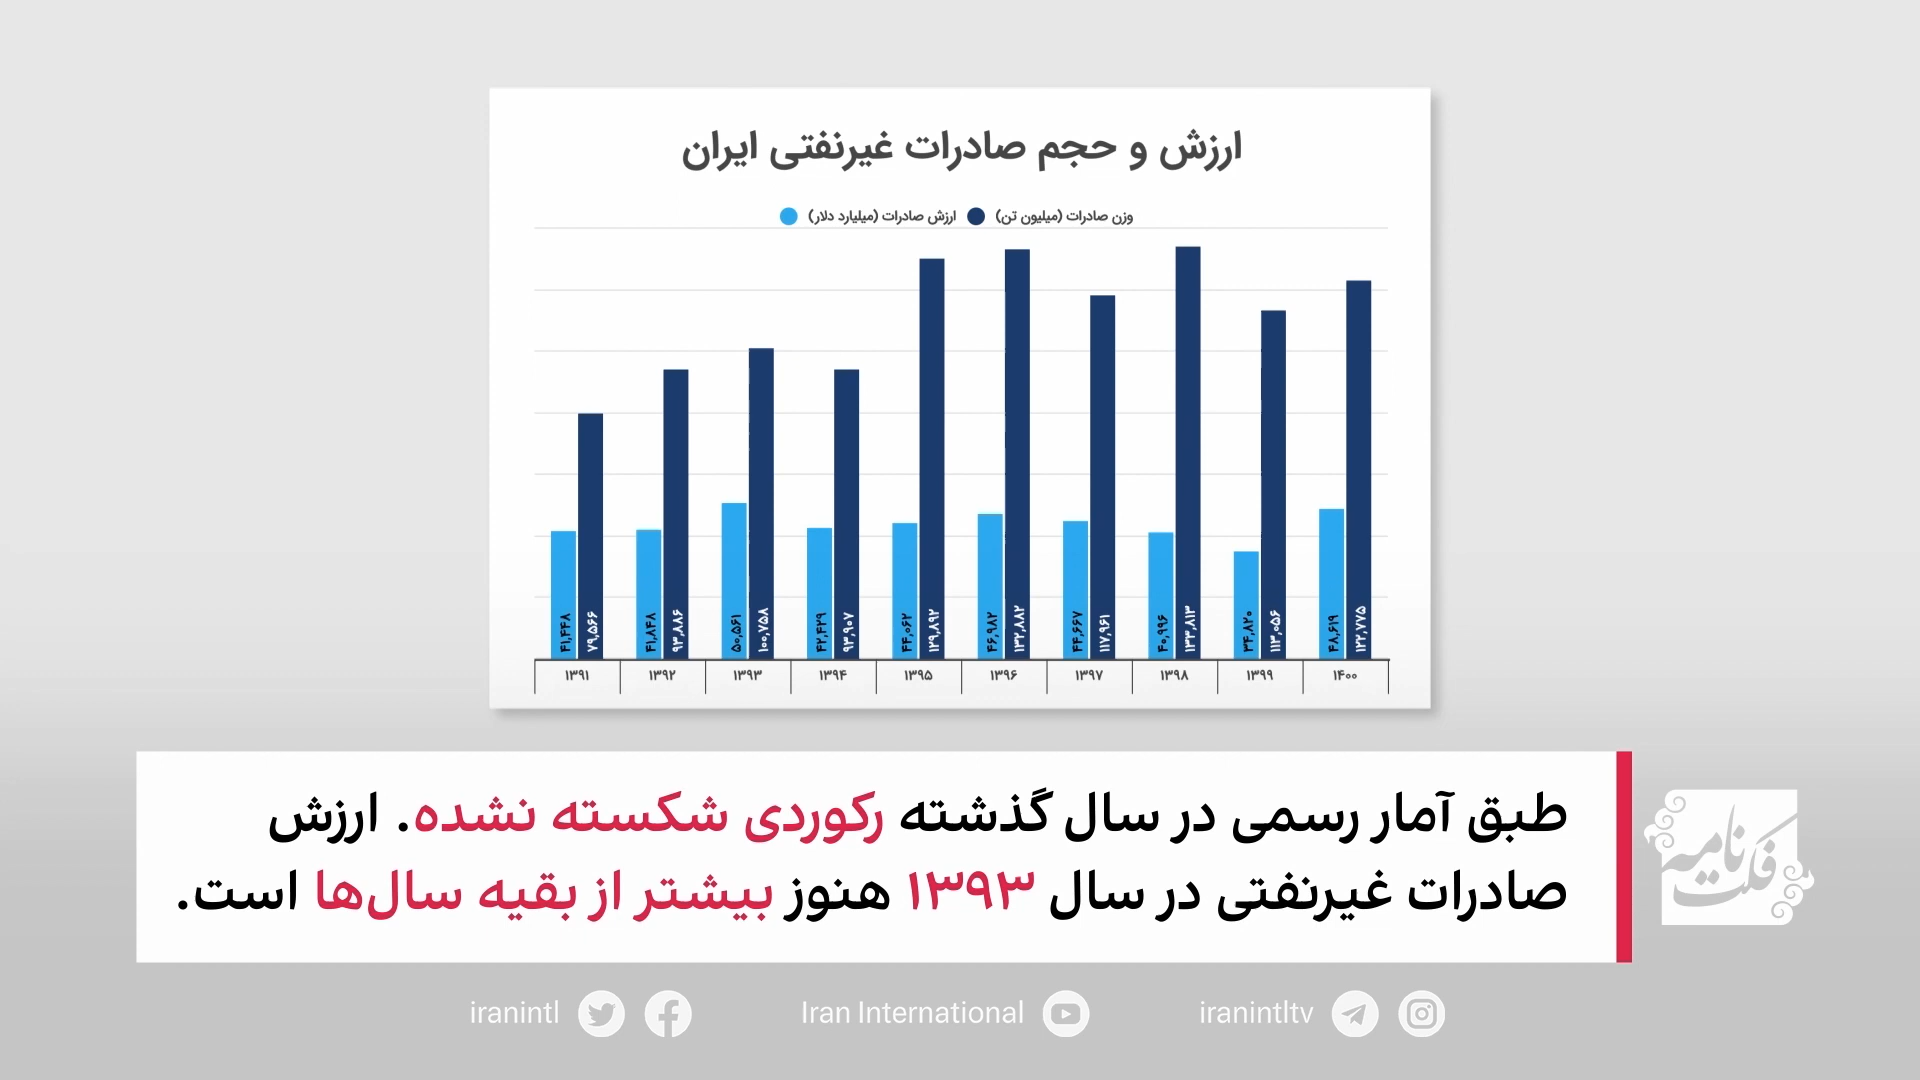 ارزش و حجم صادرات غیرنفتی ایران
وزن صادرات (میلیون تن) ارزش صادرات (میلیارد دلار)
۴۱,۴۴۸ ۷۹,۵۶۶ ۴۱,۸۴۸ ۹۳,۸۸۶ ۵۰,۵۶۱ ۱۰۰,۷۵۸ ۴۲,۴۲۹ ۹۳,۹۰۷ ۴۴,۰۶۲ ۱۲۹,۸۹۲ ۴۶,۹۸۲ ۱۳۲,۸۸۲ ۴۴,۶۶۷ ۱۱۷,۹۶۱ ۴۰,۹۹۶ ۱۳۳,۸۱۳ ۳۴,۸۲۰ ۱۱۳,۰۵۶ ۴۸,۶۱۹ ۱۲۲,۷۷۵
۱۳۹۱ ۱۳۹۲ ۱۳۹۳ ۱۳۹۴ ۱۳۹۵ ۱۳۹۶ ۱۳۹۷ ۱۳۹۸ ۱۳۹۹ ۱۴۰۰
طبق آمار رسمی در سال گذشته رکوردی شکسته نشده. ارزش
صادرات غیرنفتی در سال ۱۳۹۳ هنوز بیشتر از بقیه سال‌ها است.
فکت نامه
iranintl Iran International iranintltv